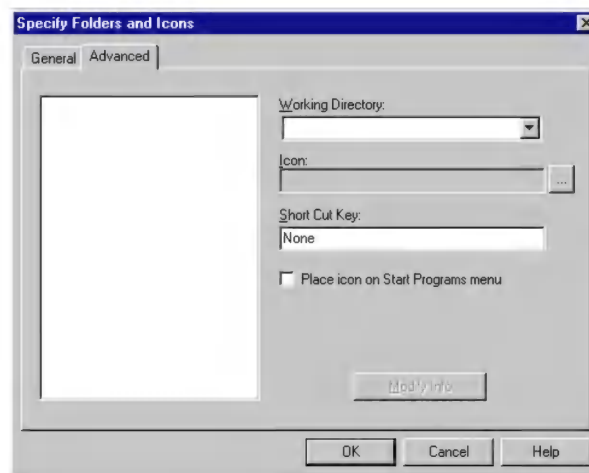 Specify Folders and Icons
General Advanced
Working Directory:
Icon:
...
Short Cut Key:
None
Place icon on Start Programs menu
Modify Info
OK Cancel Help